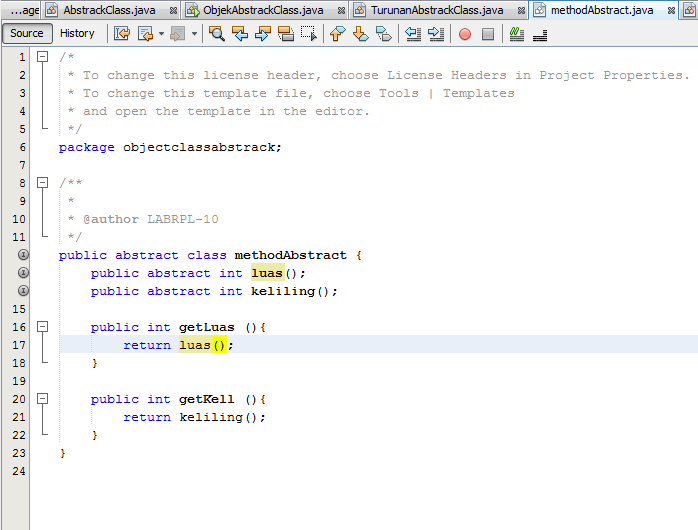 ...age AbstrackClass.java ObjekAbstrackClass.java TurunanAbstrackClass.java methodAbstract.java
Source History
1 /*
2 * To change this license header, choose License Headers in Project Properties.
3 * To change this template file, choose Tools | Templates
4 * and open the template in the editor.
5 */
6 package objectclassabstrack;
7
8 /**
9 *
10 * @author LABRPL-10
11 */
public abstract class methodAbstract {
public abstract int luas();
public abstract int keliling();
15
16 public int getLuas (){
17 return luas();
18 }
19
20 public int getKell (){
21 return keliling();
22 }
23 }
24